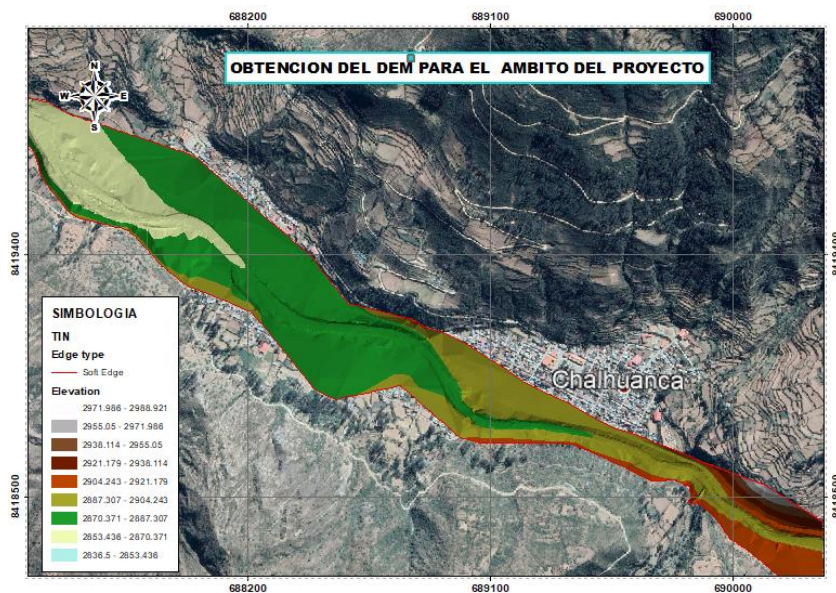 688200 689100 690000
OBTENCION DEL DEM PARA EL AMBITO DEL PROYECTO
N
W E
S
8419400 8419400
SIMBOLOGIA
TIN
Edge type
Soft Edge
Elevation
2971.986 - 2988.921
2955.05 - 2971.986
2938.114 - 2955.05
2921.179 - 2938.114
2904.243 - 2921.179
2887.307 - 2904.243
2870.371 - 2887.307
2853.436 - 2870.371
2836.5 - 2853.436
Chalhuanca
8418500 8418500
688200 689100 690000